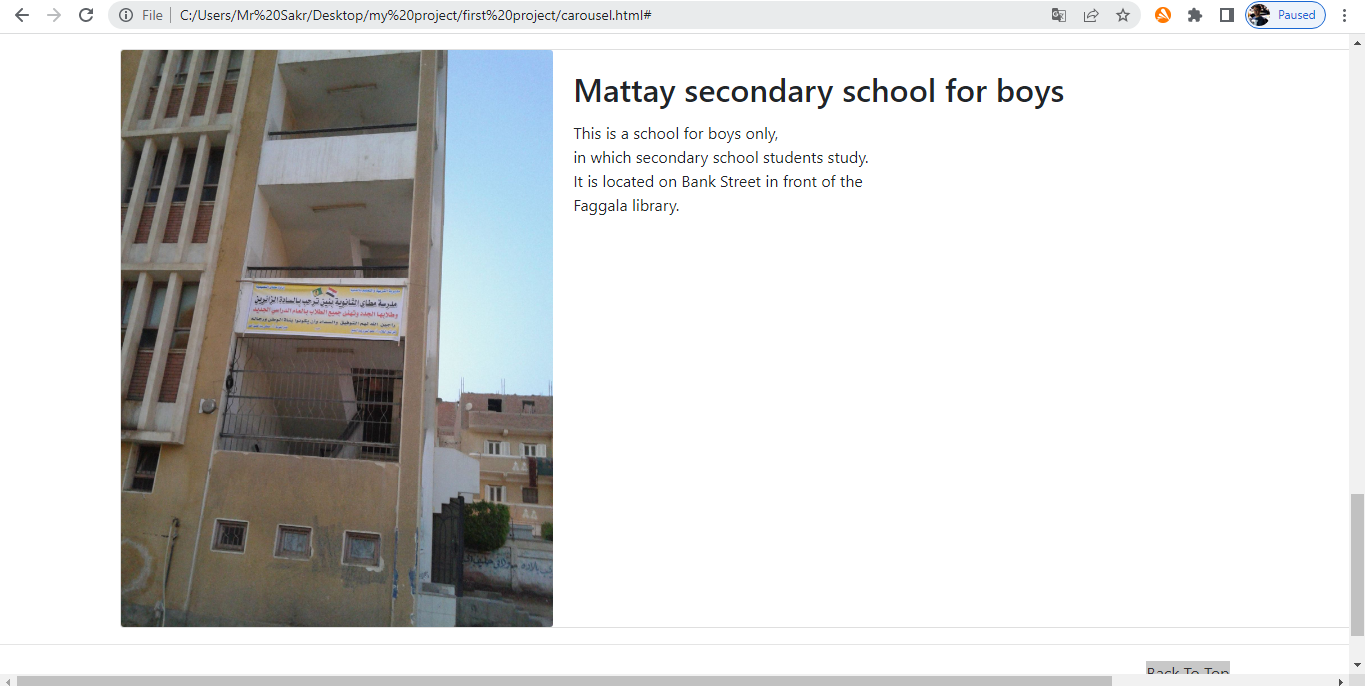 File
C:/Users/Mr%20Sakr/Desktop/my%20project/first%20project/carousel.html#
Paused
Mattay secondary school for boys
This is a school for boys only,
in which secondary school students study.
It is located on Bank Street in front of the
Faggala library.
مدرسة مطاى الثانوية بنين ترحب بالسادة الزائرين
وطلابها الجدد وتهنئ جميع الطلاب بالعام الدراسى الجديد
Back To Top